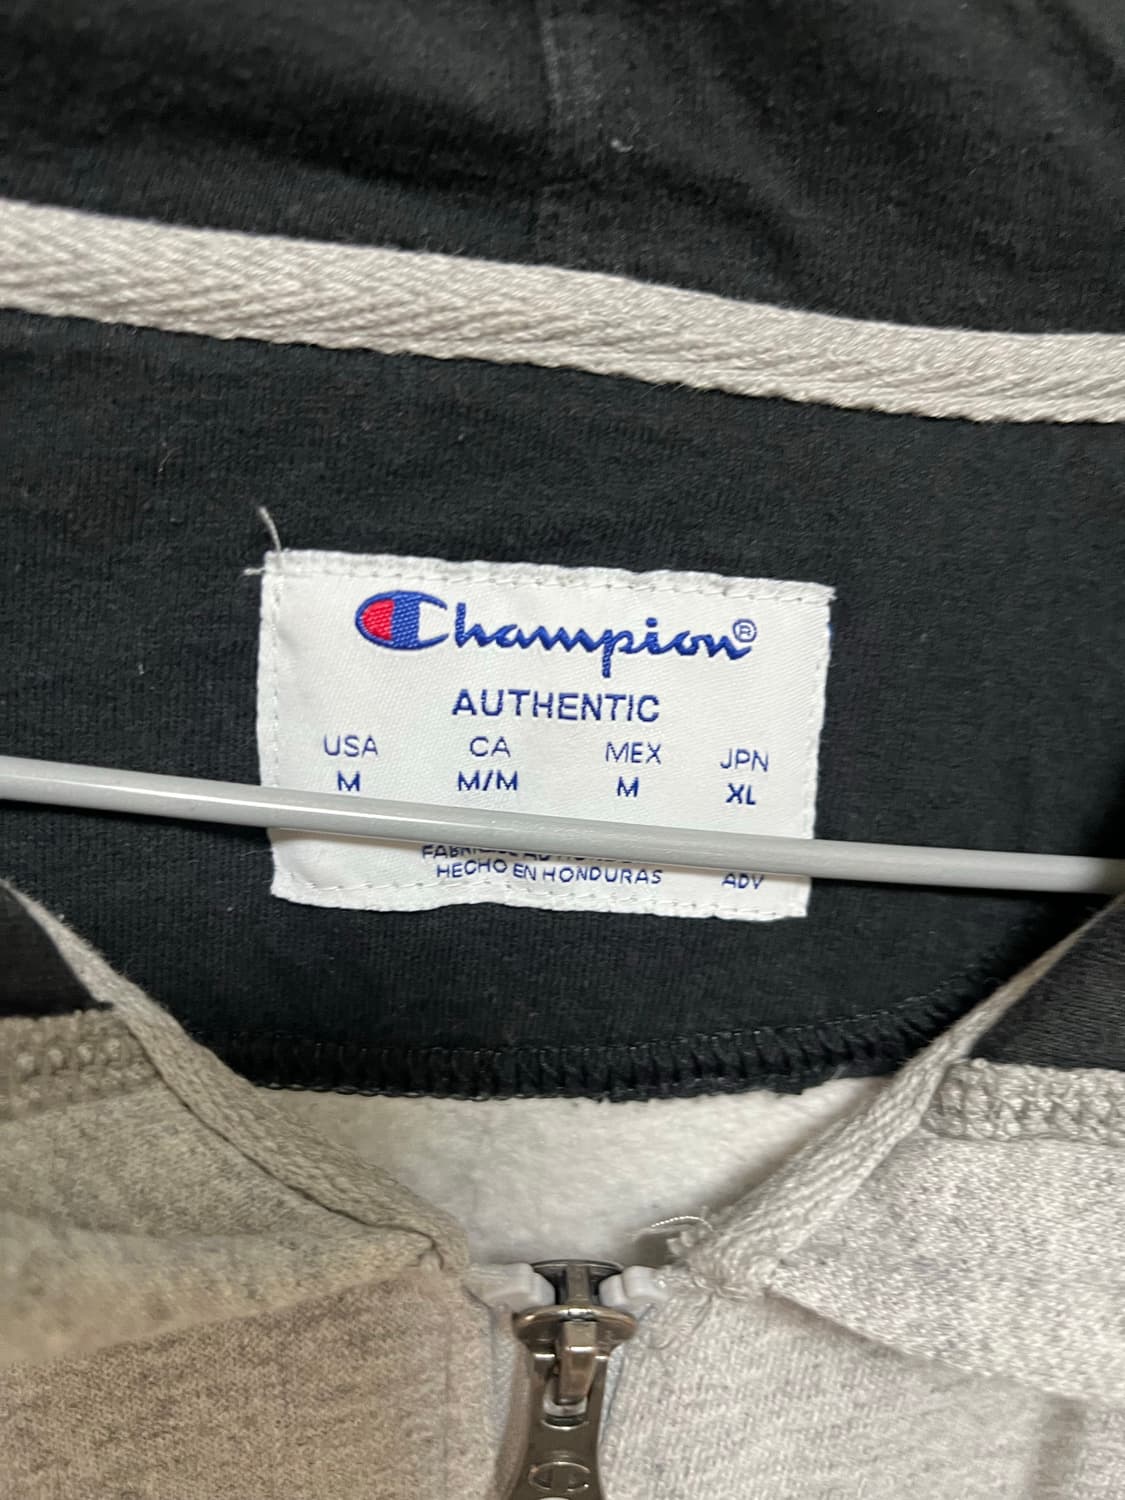 Champion®
AUTHENTIC
USA CA MEX JPN
M M/M M XL
HECHO EN HONDURAS ADV